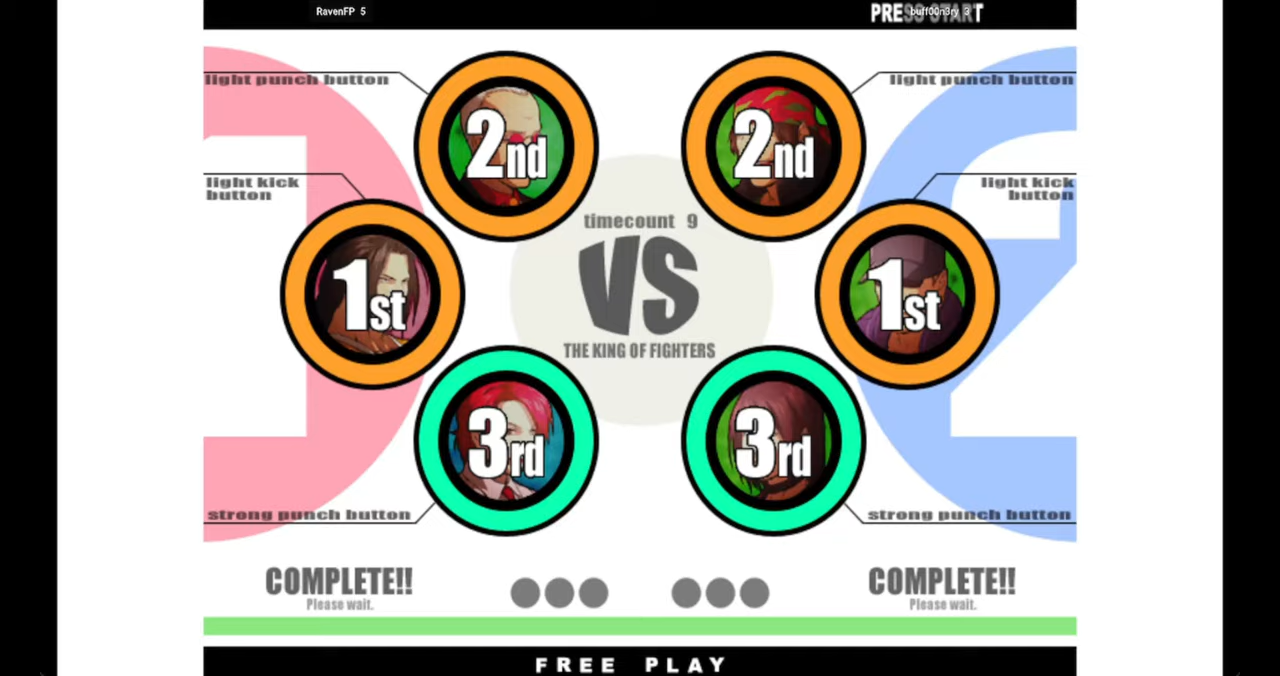 RavenFP 5
PRESS START
buff00n3ry 3
light punch button
light punch button
2nd
2nd
light kick
button
light kick
button
timecount 9
VS
1st
1st
THE KING OF FIGHTERS
3rd
3rd
strong punch button
strong punch button
COMPLETE!!
Please wait.
COMPLETE!!
Please wait.
FREE PLAY